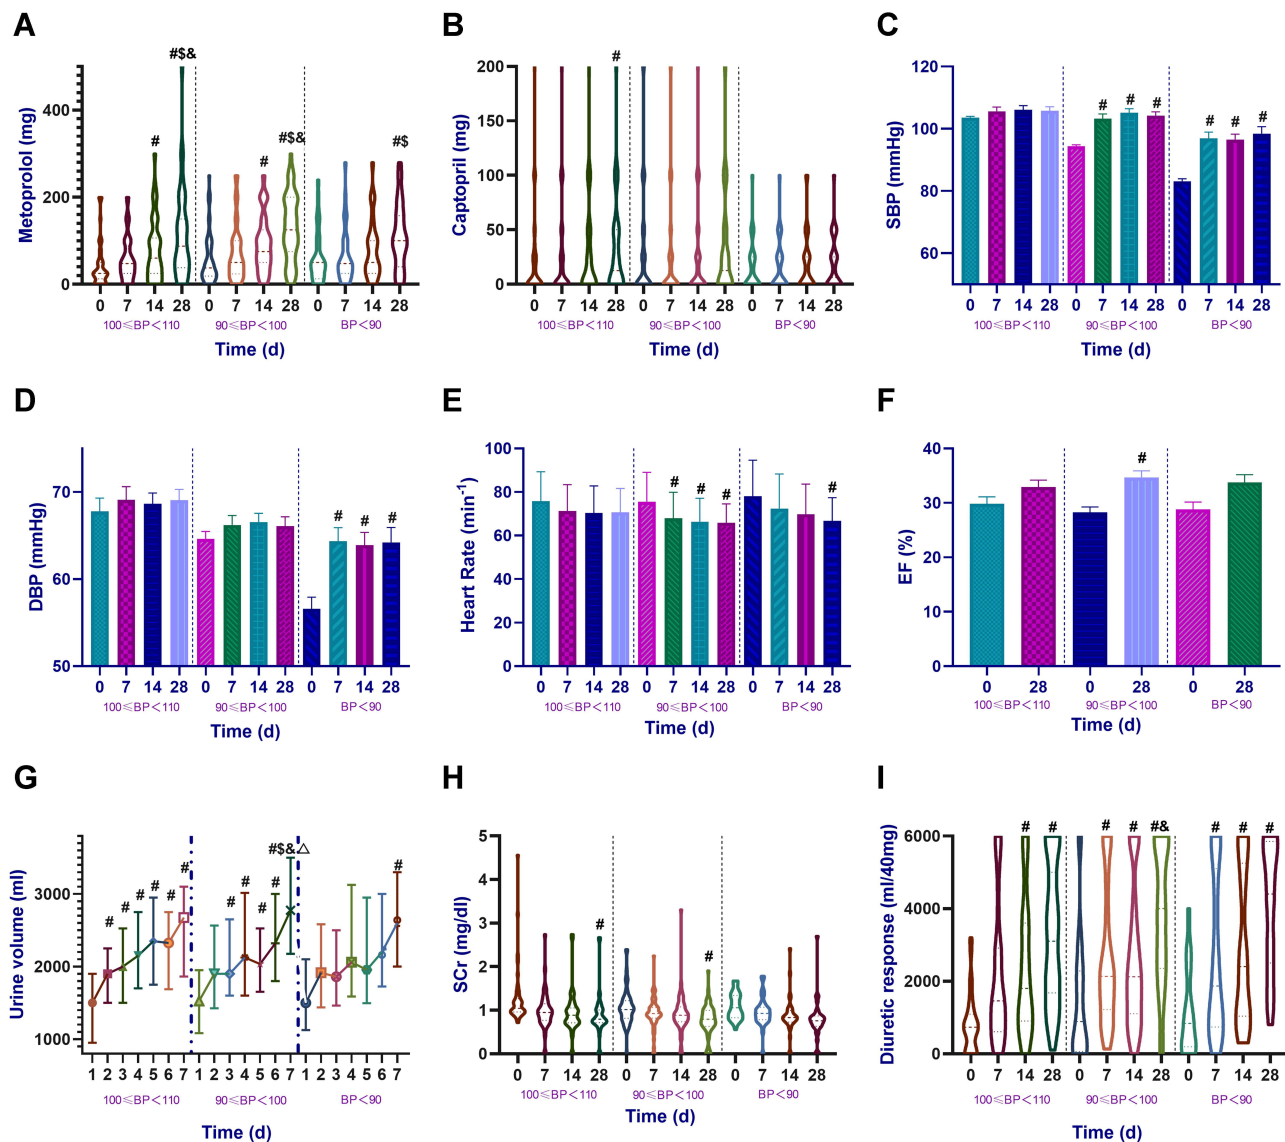 A
#$&
#
#
#$&
#$
Metoprolol (mg)
400
200
0
0 7 14 28 0 7 14 28 0 7 14 28
100≤BP<110 90≤BP<100 BP<90
Time (d)
B
#
Captopril (mg)
200
150
100
50
0
0 7 14 28 0 7 14 28 0 7 14 28
100≤BP<110 90≤BP<100 BP<90
Time (d)
C
# # #
# # #
SBP (mmHg)
120
100
80
60
0 7 14 28 0 7 14 28 0 7 14 28
100≤BP<110 90≤BP<100 BP<90
Time (d)
D
# # #
DBP (mmHg)
70
60
50
0 7 14 28 0 7 14 28 0 7 14 28
100≤BP<110 90≤BP<100 BP<90
Time (d)
E
# # # #
Heart Rate (min⁻¹)
100
80
60
40
20
0
0 7 14 28 0 7 14 28 0 7 14 28
100≤BP<110 90≤BP<100 BP<90
Time (d)
F
#
EF (%)
40
30
20
10
0
0 28 0 28 0 28
100≤BP<110 90≤BP<100 BP<90
Time (d)
G
# # # # # #
# # # # #$&△
#
Urine volume (ml)
3000
2000
1000
1 2 3 4 5 6 7 1 2 3 4 5 6 7 1 2 3 4 5 6 7
100≤BP<110 90≤BP<100 BP<90
Time (d)
H
# #
SCr (mg/dl)
5
4
3
2
1
0
0 7 14 28 0 7 14 28 0 7 14 28
100≤BP<110 90≤BP<100 BP<90
Time (d)
I
# # # # #& # # #
Diuretic response (ml/40mg)
6000
4000
2000
0
0 7 14 28 0 7 14 28 0 7 14 28
100≤BP<110 90≤BP<100 BP<90
Time (d)